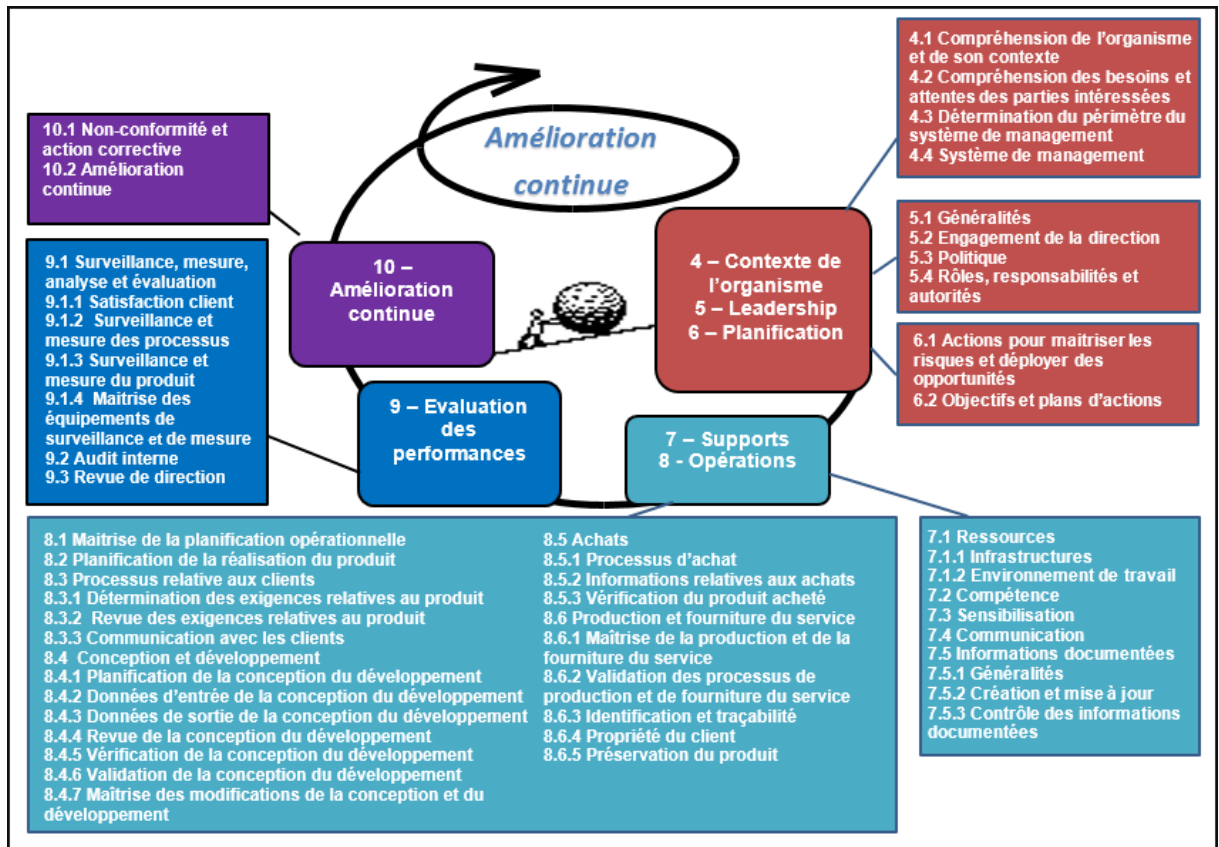 Amélioration
continue
10.1 Non-conformité et
action corrective
10.2 Amélioration
continue
4.1 Compréhension de l'organisme
et de son contexte
4.2 Compréhension des besoins et
attentes des parties intéressées
4.3 Détermination du périmètre du
système de management
4.4 Système de management
5.1 Généralités
5.2 Engagement de la direction
5.3 Politique
5.4 Rôles, responsabilités et
autorités
6.1 Actions pour maitriser les
risques et déployer des
opportunités
6.2 Objectifs et plans d'actions
10 –
Amélioration
continue
4 – Contexte de
l'organisme
5 – Leadership
6 – Planification
9.1 Surveillance, mesure,
analyse et évaluation
9.1.1 Satisfaction client
9.1.2 Surveillance et
mesure des processus
9.1.3 Surveillance et
mesure du produit
9.1.4 Maitrise des
équipements de
surveillance et de mesure
9.2 Audit interne
9.3 Revue de direction
9 – Evaluation
des
performances
7 – Supports
8 - Opérations
8.1 Maitrise de la planification opérationnelle
8.2 Planification de la réalisation du produit
8.3 Processus relative aux clients
8.3.1 Détermination des exigences relatives au produit
8.3.2 Revue des exigences relatives au produit
8.3.3 Communication avec les clients
8.4 Conception et développement
8.4.1 Planification de la conception du développement
8.4.2 Données d'entrée de la conception du développement
8.4.3 Données de sortie de la conception du développement
8.4.4 Revue de la conception du développement
8.4.5 Vérification de la conception du développement
8.4.6 Validation de la conception du développement
8.4.7 Maîtrise des modifications de la conception et du
développement
8.5 Achats
8.5.1 Processus d'achat
8.5.2 Informations relatives aux achats
8.5.3 Vérification du produit acheté
8.6 Production et fourniture du service
8.6.1 Maîtrise de la production et de la
fourniture du service
8.6.2 Validation des processus de
production et de fourniture du service
8.6.3 Identification et traçabilité
8.6.4 Propriété du client
8.6.5 Préservation du produit
7.1 Ressources
7.1.1 Infrastructures
7.1.2 Environnement de travail
7.2 Compétence
7.3 Sensibilisation
7.4 Communication
7.5 Informations documentées
7.5.1 Généralités
7.5.2 Création et mise à jour
7.5.3 Contrôle des informations
documentées